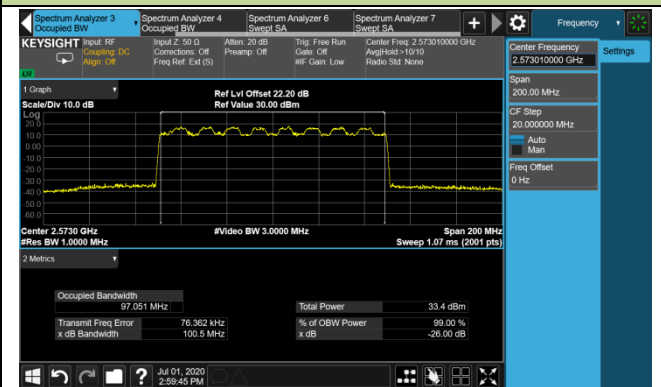 Spectrum Analyzer 3
Occupied BW
Spectrum Analyzer 4
Occupied BW
Spectrum Analyzer 6
Swept SA
Spectrum Analyzer 7
Swept SA
+
Frequency
KEYSIGHT
Input: RF
Coupling: DC
Align: Off
Input Z: 50 Ω
Corrections: Off
Freq Ref: Ext (S)
Atten: 20 dB
Preamp: Off
Trig: Free Run
Gate: Off
#IF Gain: Low
Center Freq: 2.573010000 GHz
Avg|Hold:>10/10
Radio Std: None
Center Frequency
2.573010000 GHz
Settings
Span
200.00 MHz
CF Step
20.000000 MHz
Auto
Man
Freq Offset
0 Hz
1 Graph
Scale/Div 10.0 dB
Ref Lvl Offset 22.20 dB
Ref Value 30.00 dBm
Log
20.0
10.0
0.00
-10.0
-20.0
-30.0
-40.0
-50.0
-60.0
Center 2.5730 GHz
#Res BW 1.0000 MHz
#Video BW 3.0000 MHz
Span 200 MHz
Sweep 1.07 ms (2001 pts)
2 Metrics
Occupied Bandwidth
97.051 MHz
Total Power 33.4 dBm
Transmit Freq Error 76.362 kHz
% of OBW Power 99.00 %
x dB Bandwidth 100.5 MHz
x dB -26.00 dB
?
Jul 01, 2020
2:59:45 PM